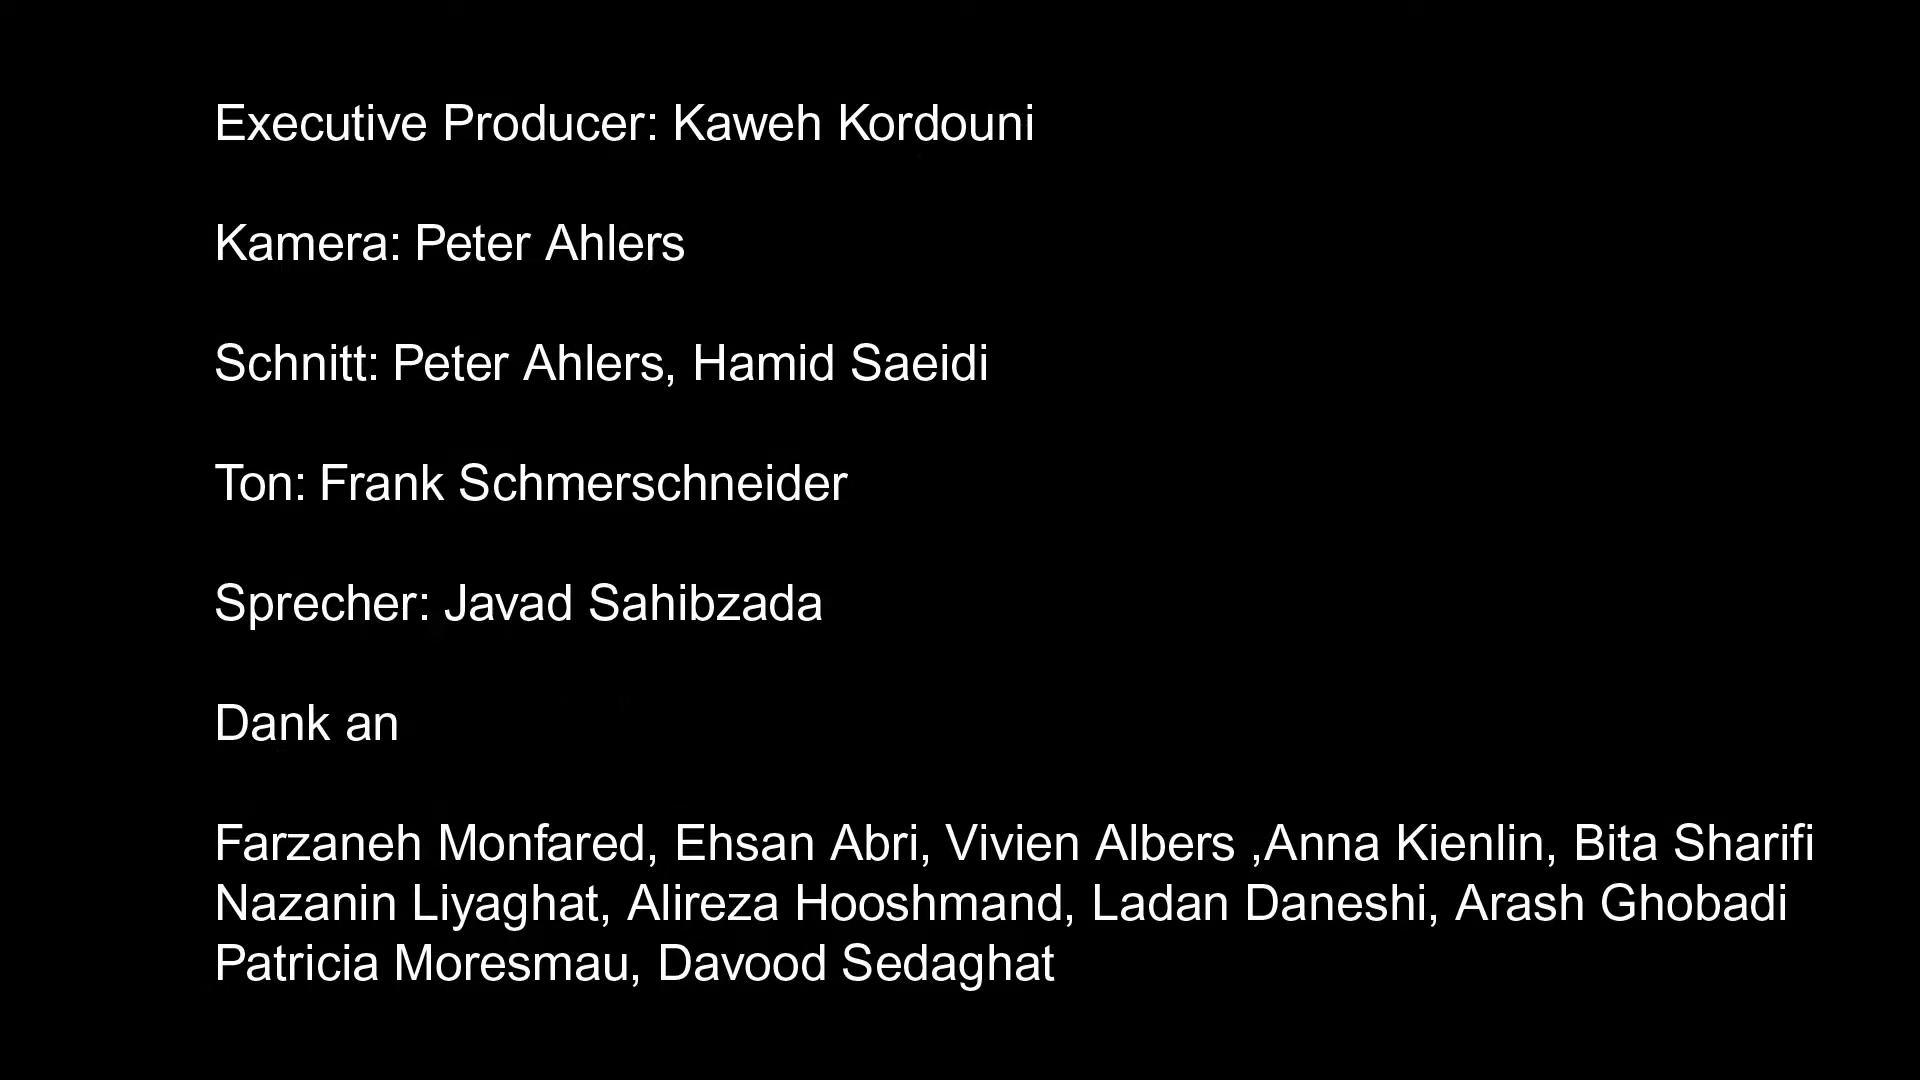 Executive Producer: Kaweh Kordouni
Kamera: Peter Ahlers
Schnitt: Peter Ahlers, Hamid Saeidi
Ton: Frank Schmerschneider
Sprecher: Javad Sahibzada
Dank an
Farzaneh Monfared, Ehsan Abri, Vivien Albers ,Anna Kienlin, Bita Sharifi
Nazanin Liyaghat, Alireza Hooshmand, Ladan Daneshi, Arash Ghobadi
Patricia Moresmau, Davood Sedaghat